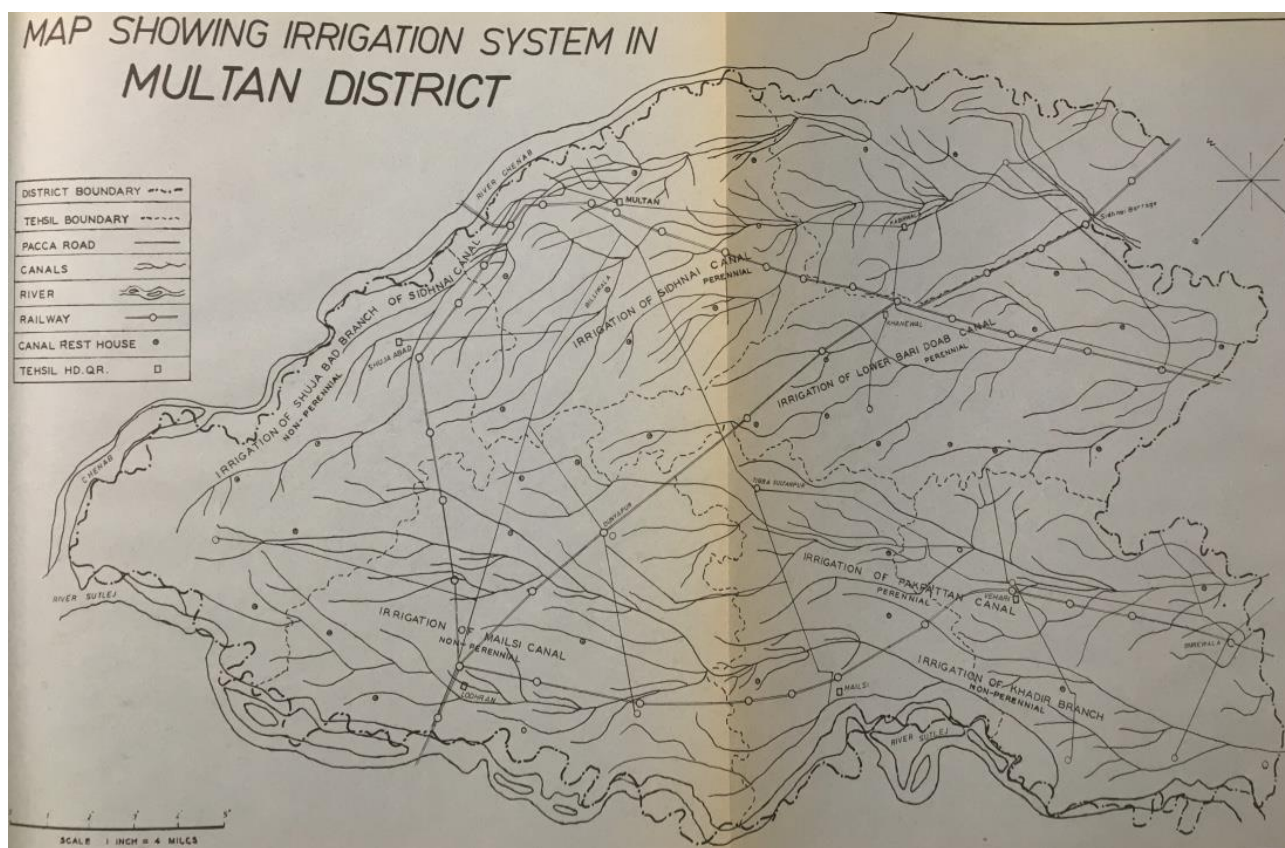 MAP SHOWING IRRIGATION SYSTEM IN
MULTAN DISTRICT
DISTRICT BOUNDARY
TEHSIL BOUNDARY
PACCA ROAD
CANALS
RIVER
RAILWAY
CANAL REST HOUSE
TEHSIL HD.QR.
RIVER CHENAB
MULTAN
KABIRWALA
Sidhnai Barrage
IRRIGATION OF SHUJA BAD BRANCH OF SIDHNAI CANAL
NON-PERENNIAL
BILLIWALA
IRRIGATION OF SIDHNAI CANAL
PERENNIAL
KHANEWAL
SHUJA ABAD
IRRIGATION OF LOWER BARI DOAB CANAL
PERENNIAL
CHENAB
TIBBA SULTANPUR
DUNYAPUR
IRRIGATION OF PAKPATTAN CANAL
PERENNIAL
VEHARI
RIVER SUTLEJ
IRRIGATION OF MAILSI CANAL
NON-PERENNIAL
BUREWALA
IRRIGATION OF KHADIR BRANCH
NON-PERENNIAL
LODHRAN
MAILSI
RIVER SUTLEJ
SCALE 1 INCH = 4 MILES